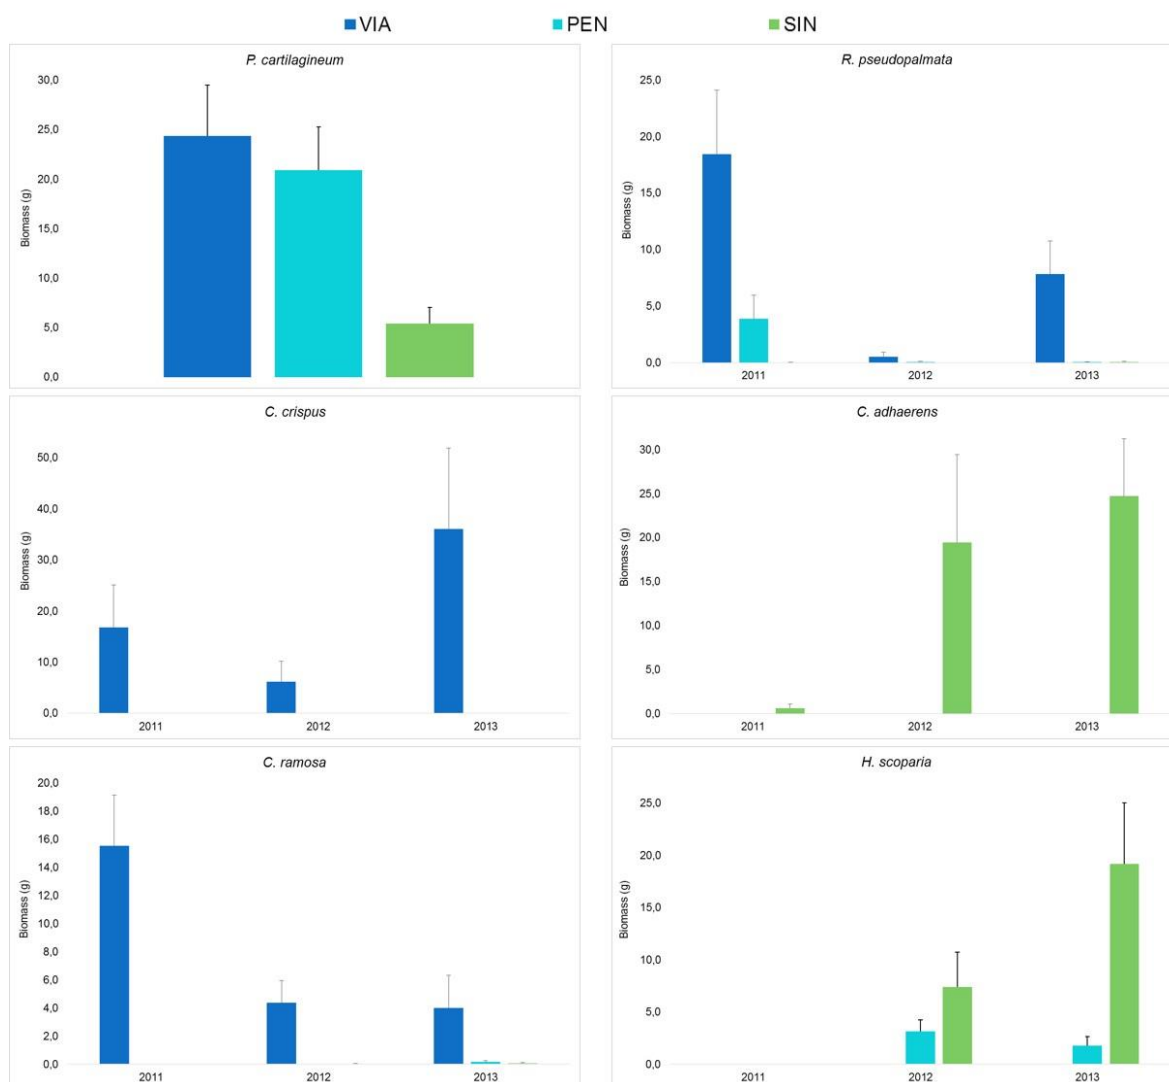 VIA PEN SIN
P. cartilagineum
30,0
25,0
20,0
15,0
10,0
5,0
0,0
Biomass (g)
R. pseudopalmata
25,0
20,0
15,0
10,0
5,0
0,0
Biomass (g)
2011 2012 2013
C. crispus
50,0
40,0
30,0
20,0
10,0
0,0
Biomass (g)
2011 2012 2013
C. adhaerens
30,0
25,0
20,0
15,0
10,0
5,0
0,0
Biomass (g)
2011 2012 2013
C. ramosa
20,0
18,0
16,0
14,0
12,0
10,0
8,0
6,0
4,0
2,0
0,0
Biomass (g)
2011 2012 2013
H. scoparia
25,0
20,0
15,0
10,0
5,0
0,0
Biomass (g)
2011 2012 2013